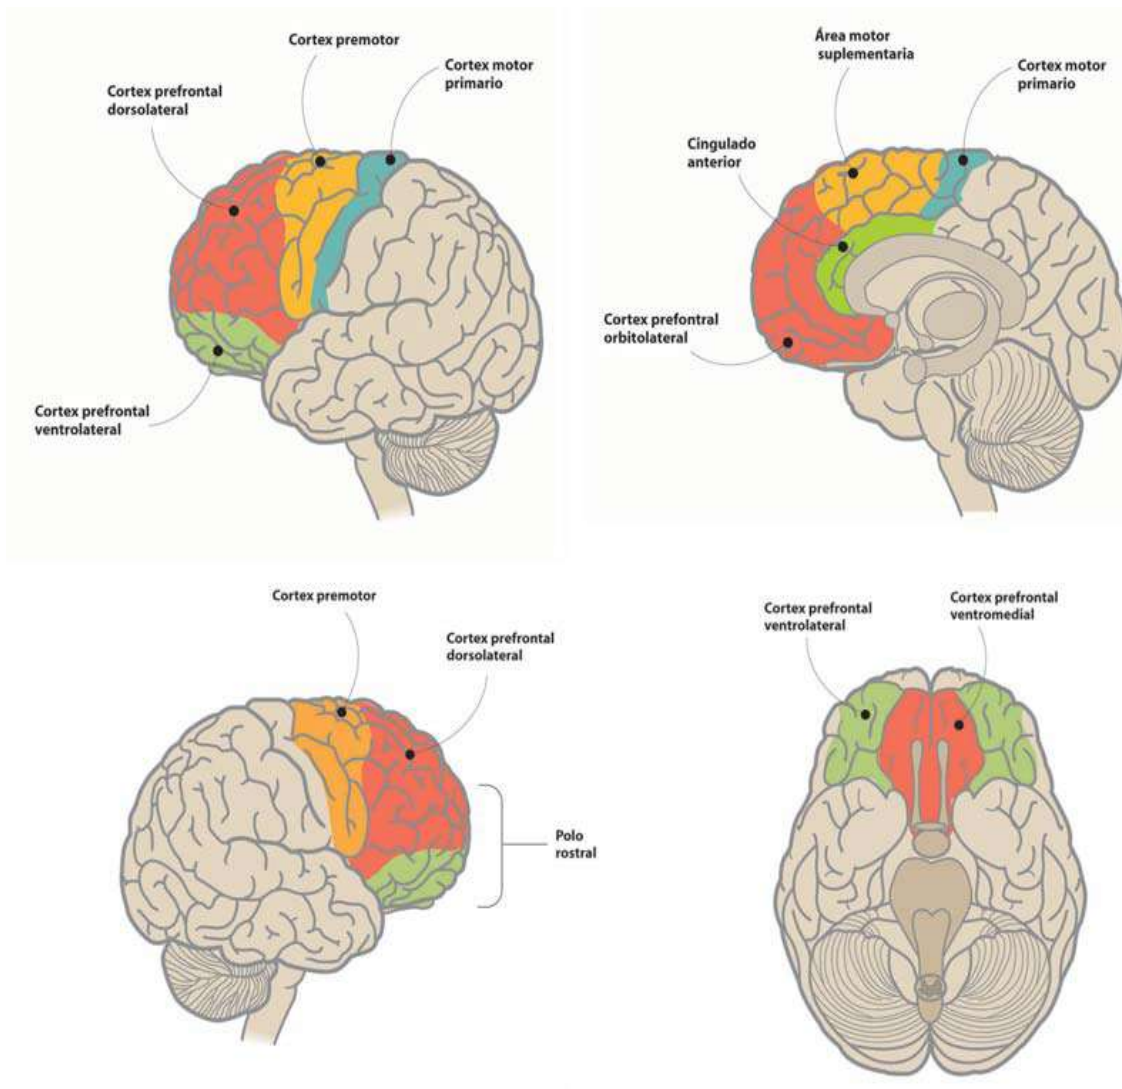 Cortex premotor
Cortex motor
primario
Cortex prefrontal
dorsolateral
Cortex prefrontal
ventrolateral
Área motor
suplementaria
Cortex motor
primario
Cingulado
anterior
Cortex prefontral
orbitolateral
Cortex premotor
Cortex prefrontal
dorsolateral
Polo
rostral
Cortex prefrontal
ventrolateral
Cortex prefrontal
ventromedial